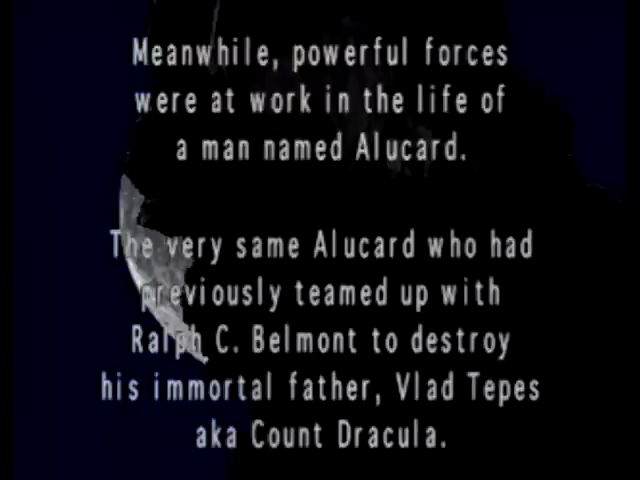 Meanwhile, powerful forces
were at work in the life of
a man named Alucard.
The very same Alucard who had
previously teamed up with
Ralph C. Belmont to destroy
his immortal father, Vlad Tepes
aka Count Dracula.